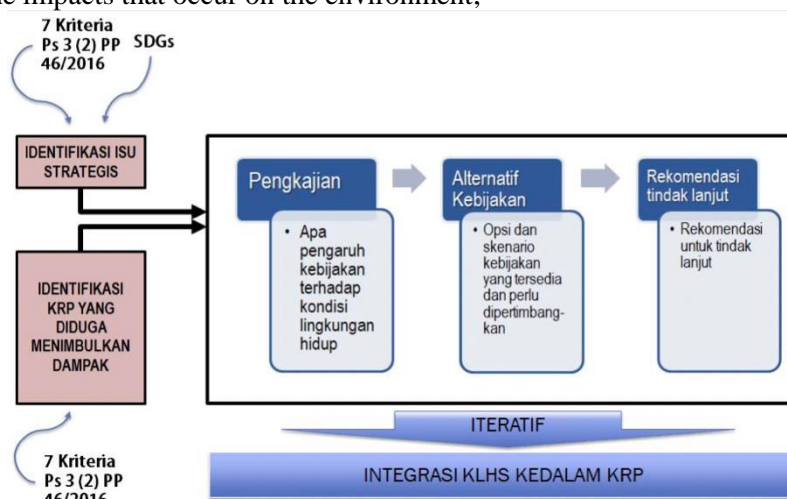 he impacts that occur on the environment;
7 Kriteria
Ps 3 (2) PP
46/2016
SDGs
IDENTIFIKASI ISU
STRATEGIS
IDENTIFIKASI
KRP YANG
DIDUGA
MENIMBULKAN
DAMPAK
7 Kriteria
Ps 3 (2) PP
46/2016
Pengkajian
• Apa
pengaruh
kebijakan
terhadap
kondisi
lingkungan
hidup
Alternatif
Kebijakan
• Opsi dan
skenario
kebijakan
yang tersedia
dan perlu
dipertimbang-
kan
Rekomendasi
tindak lanjut
• Rekomendasi
untuk tindak
lanjut
ITERATIF
INTEGRASI KLHS KEDALAM KRP